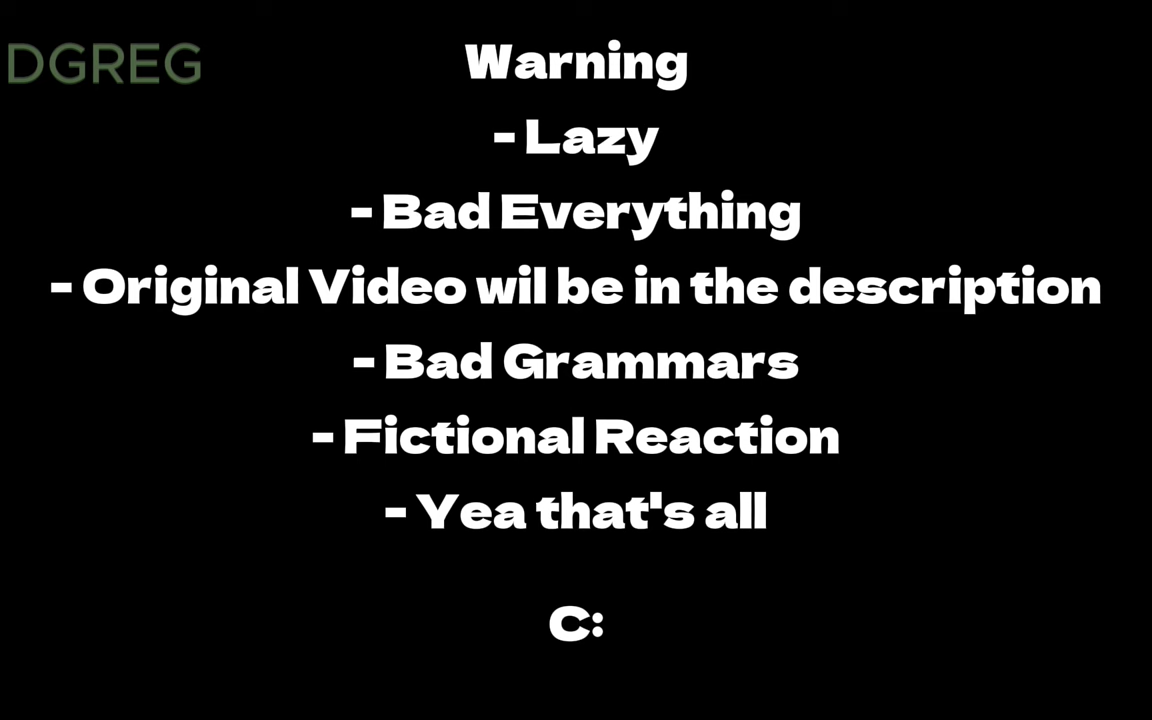 DGREG
Warning
- Lazy
- Bad Everything
- Original Video wil be in the description
- Bad Grammars
- Fictional Reaction
- Yea that's all
C: